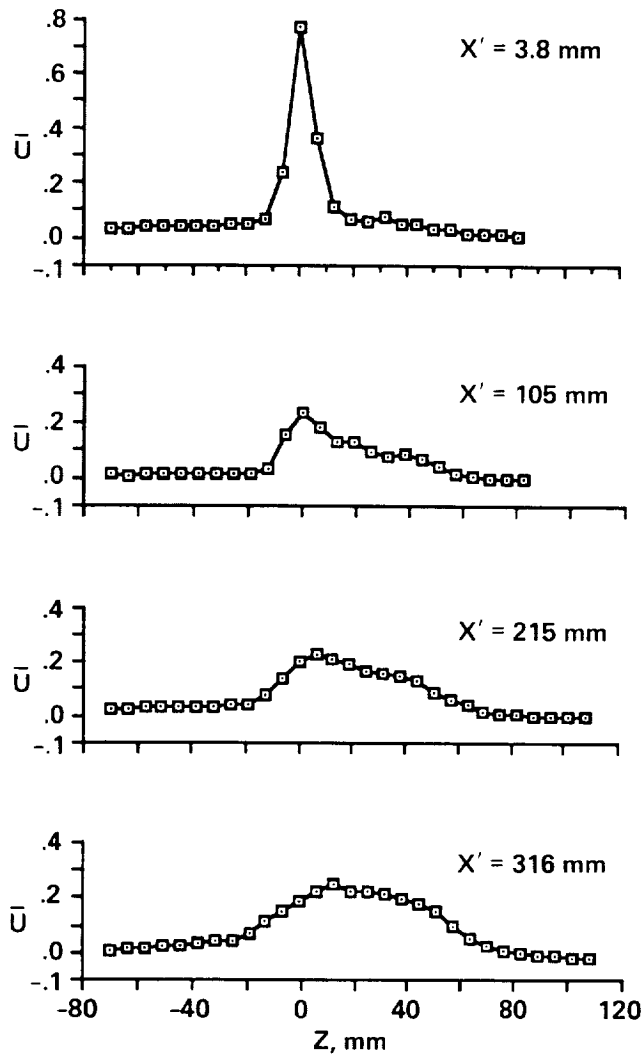 .8
X′ = 3.8 mm
.6
.4
Ū
.2
.0
-.1
.4
X′ = 105 mm
.2
Ū
.0
-.1
.4
X′ = 215 mm
.2
Ū
.0
-.1
.4
X′ = 316 mm
.2
Ū
.0
-.1
-80 -40 0 40 80 120
Z, mm